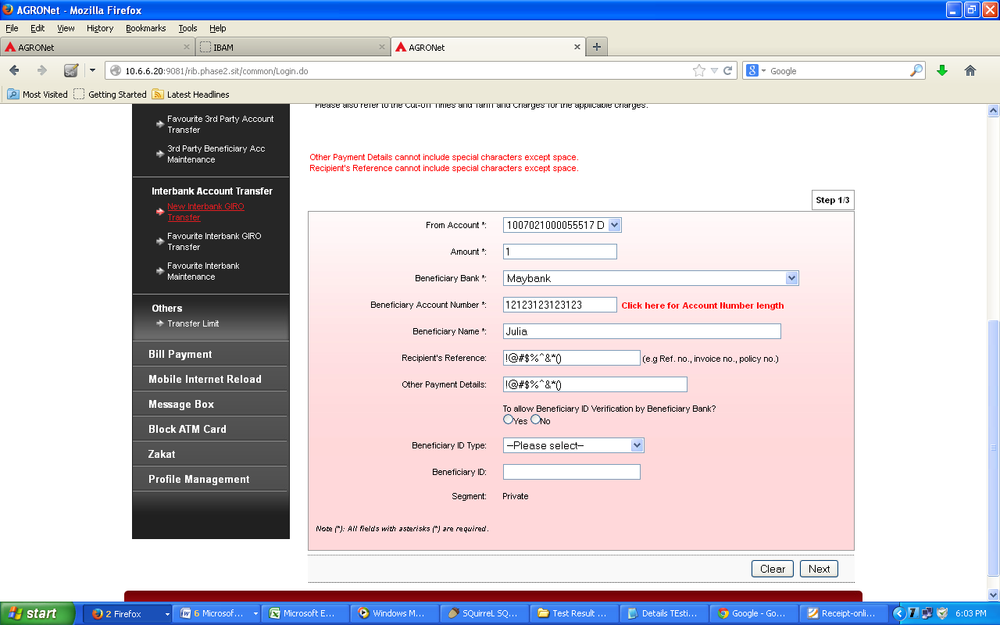 AGRONet - Mozilla Firefox
File Edit View History Bookmarks Tools Help
AGRONet
IBAM
AGRONet
10.6.6.20:9081/rib.phase2.sit/common/Login.do
Google
Most Visited Getting Started Latest Headlines
Please also refer to the Cut-off Times and Tariff and Charges for the applicable charges.
Favourite 3rd Party Account
Transfer
3rd Party Beneficiary Acc
Maintenance
Interbank Account Transfer
New Interbank GIRO
Transfer
Favourite Interbank GIRO
Transfer
Favourite Interbank
Maintenance
Others
Transfer Limit
Bill Payment
Mobile Internet Reload
Message Box
Block ATM Card
Zakat
Profile Management
Other Payment Details cannot include special characters except space.
Recipient's Reference cannot include special characters except space.
Step 1/3
From Account *: 1007021000055517 D
Amount *: 1
Beneficiary Bank *: Maybank
Beneficiary Account Number *: 12123123123123 Click here for Account Number length
Beneficiary Name *: Julia
Recipient's Reference: !@#$%^&*() (e.g Ref. no., invoice no., policy no.)
Other Payment Details: !@#$%^&*()
To allow Beneficiary ID Verification by Beneficiary Bank?
Yes No
Beneficiary ID Type: --Please select--
Beneficiary ID:
Segment: Private
Note (*): All fields with asterisks (*) are required.
Clear Next
start 2 Firefox 6 Microsof... Microsoft E... Windows M... SQuirreL SQ... Test Result ... Details TEsti... Google - Go... Receipt-onli... 6:03 PM